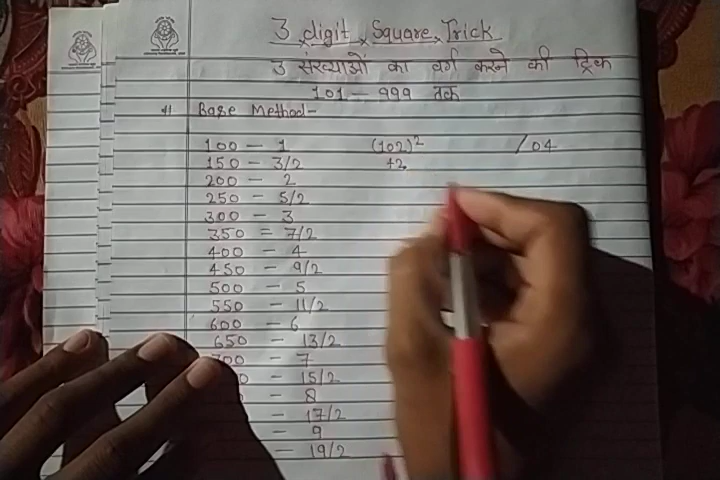 3 digit Square Trick
3 संख्याओं का वर्ग करने की ट्रिक
101 - 999 तक
Base Method-
100 - 1 (102)² / 04
150 - 3/2 +2
200 - 2
250 - 5/2
300 - 3
350 = 7/2
400 - 4
450 - 9/2
500 - 5
550 - 11/2
600 - 6
650 - 13/2
700 - 7
- 15/2
- 8
- 17/2
- 9
- 19/2